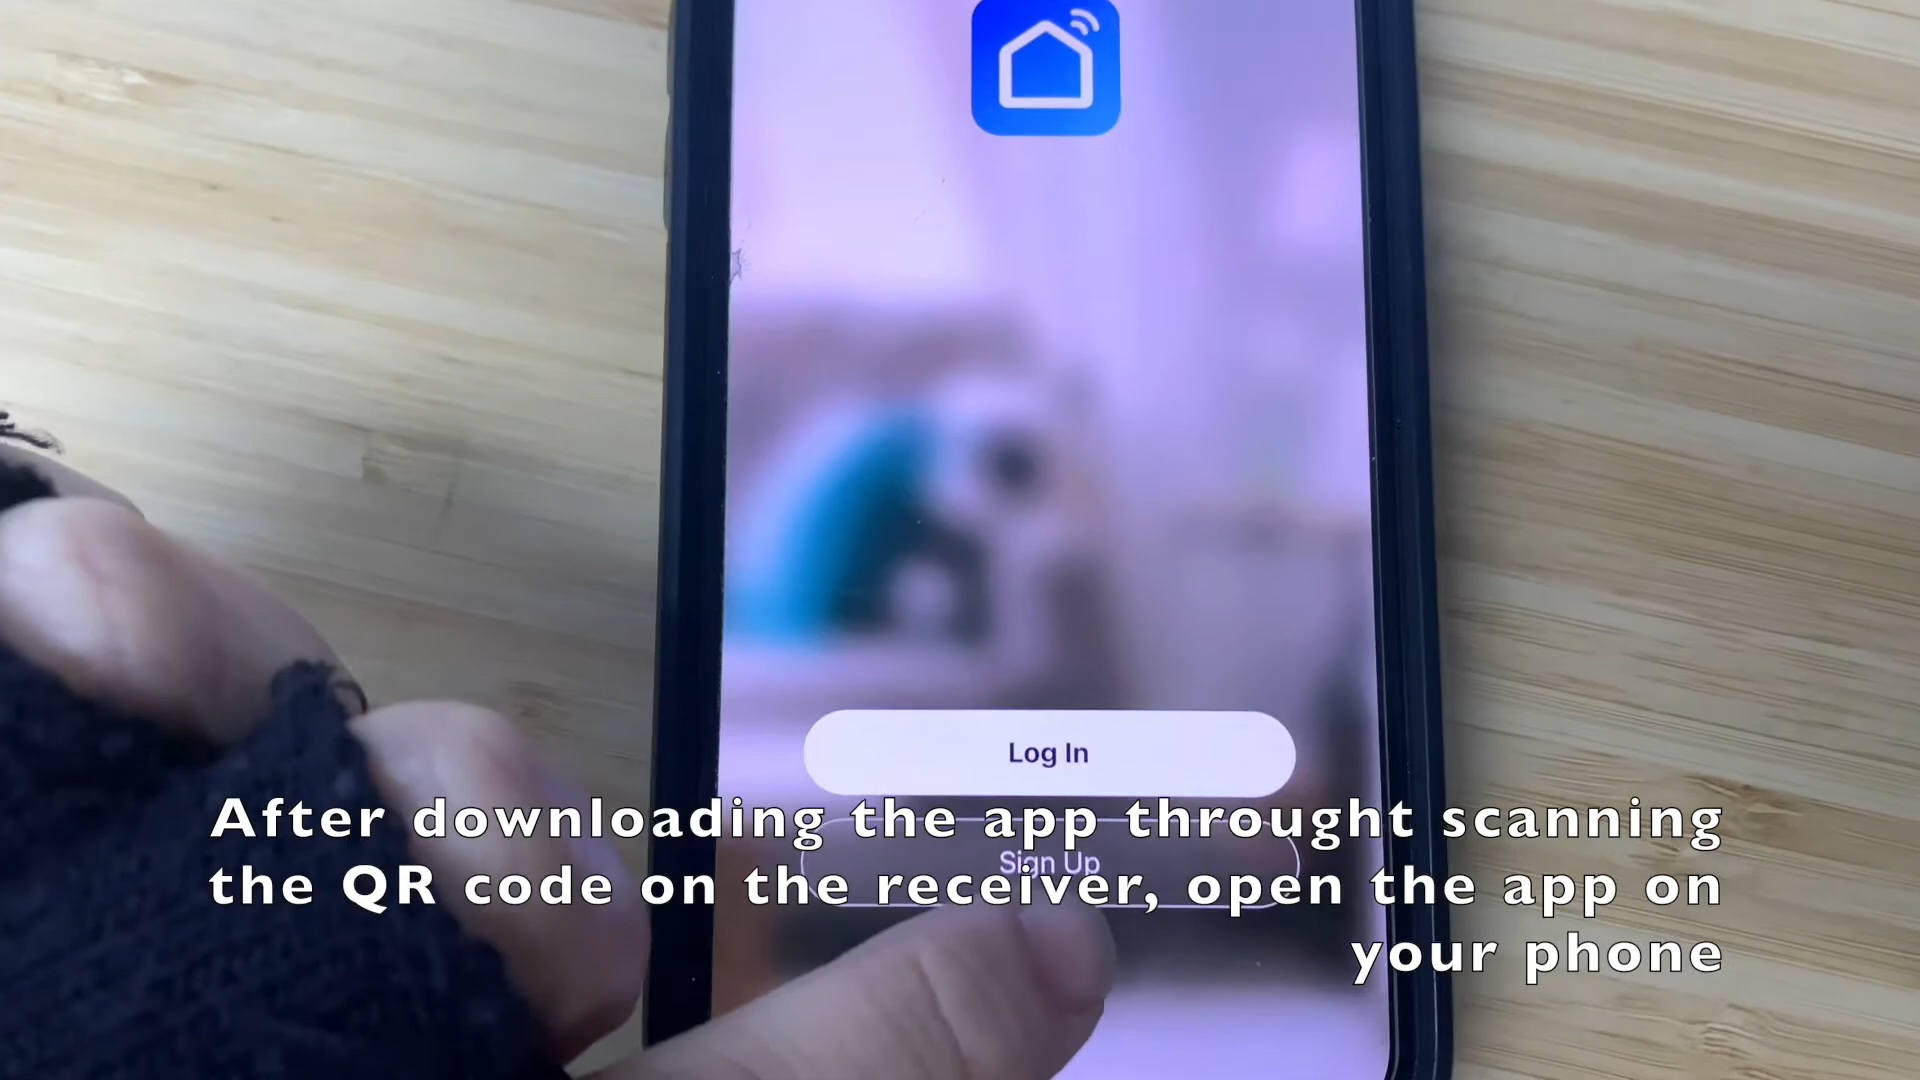 Log In
Sign Up
After downloading the app throught scanning
the QR code on the receiver, open the app on
your phone